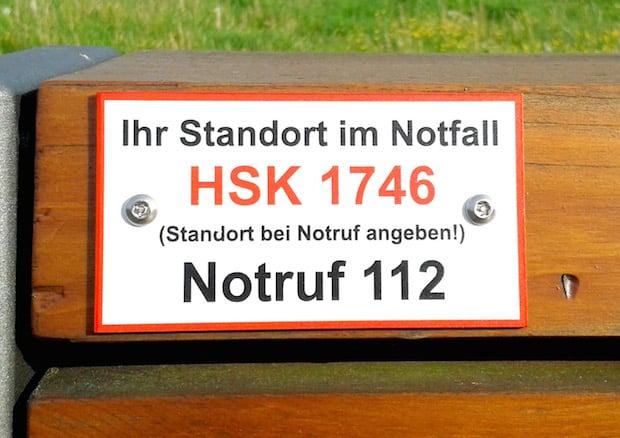 Ihr Standort im Notfall
HSK 1746
(Standort bei Notruf angeben!)
Notruf 112